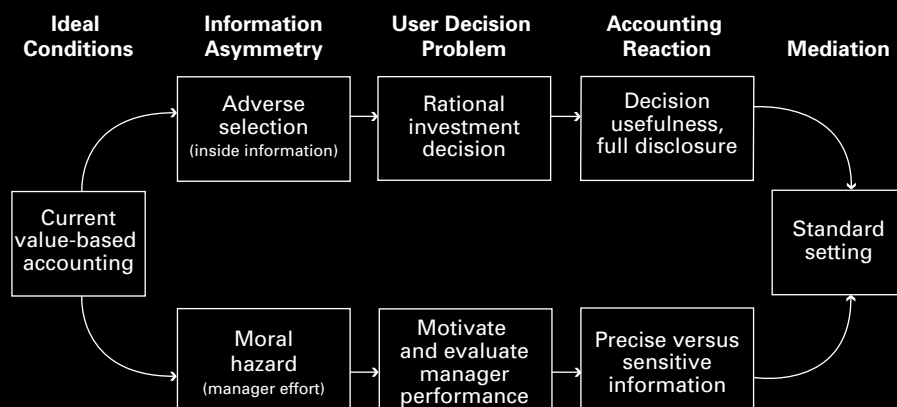 Ideal
Conditions
Information
Asymmetry
User Decision
Problem
Accounting
Reaction
Mediation
Adverse
selection
(inside information)
Rational
investment
decision
Decision
usefulness,
full disclosure
Current
value-based
accounting
Standard
setting
Moral
hazard
(manager effort)
Motivate
and evaluate
manager
performance
Precise versus
sensitive
information